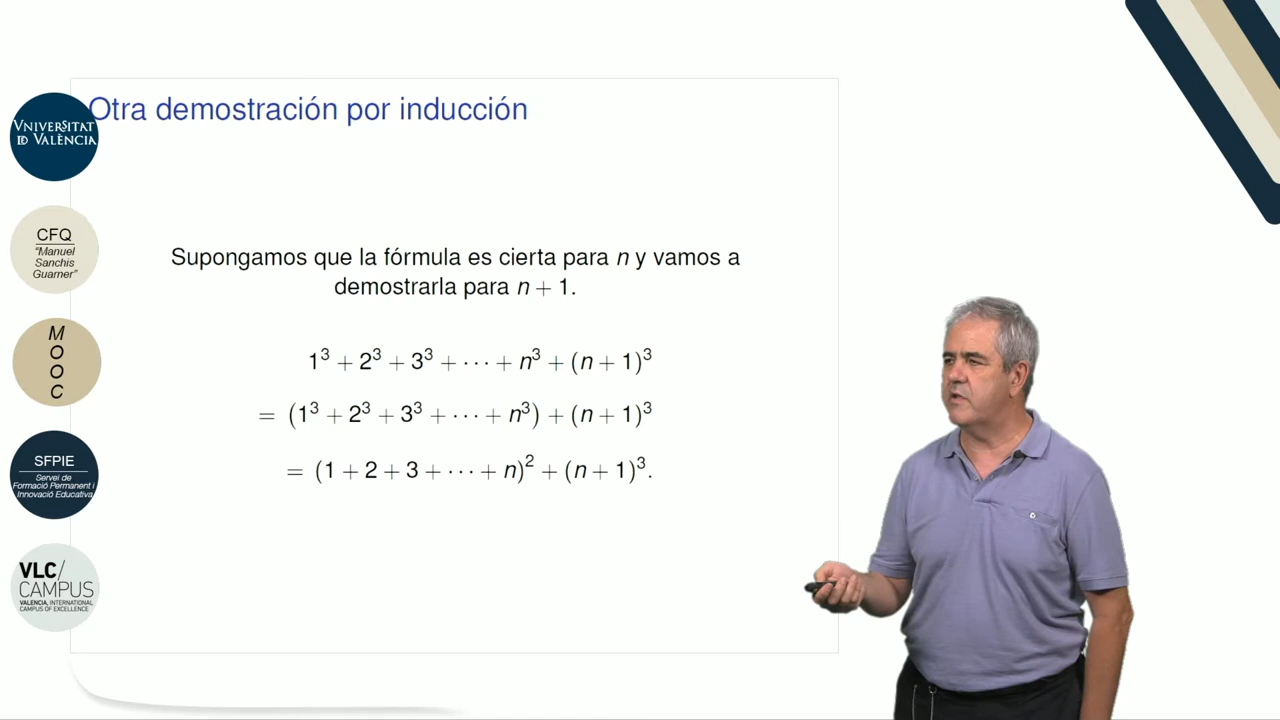 Otra demostración por inducción
VNIVERSITAT
ID VALÈNCIA
CFQ
"Manuel
Sanchis
Guarner"
M
O
O
C
SFPIE
Servei de
Formació Permanent i
Innovació Educativa
VLC/
CAMPUS
VALENCIA, INTERNATIONAL
CAMPUS OF EXCELLENCE
Supongamos que la fórmula es cierta para n y vamos a
demostrarla para n + 1.
1³ + 2³ + 3³ + ⋯ + n³ + (n + 1)³
= (1³ + 2³ + 3³ + ⋯ + n³) + (n + 1)³
= (1 + 2 + 3 + ⋯ + n)² + (n + 1)³.